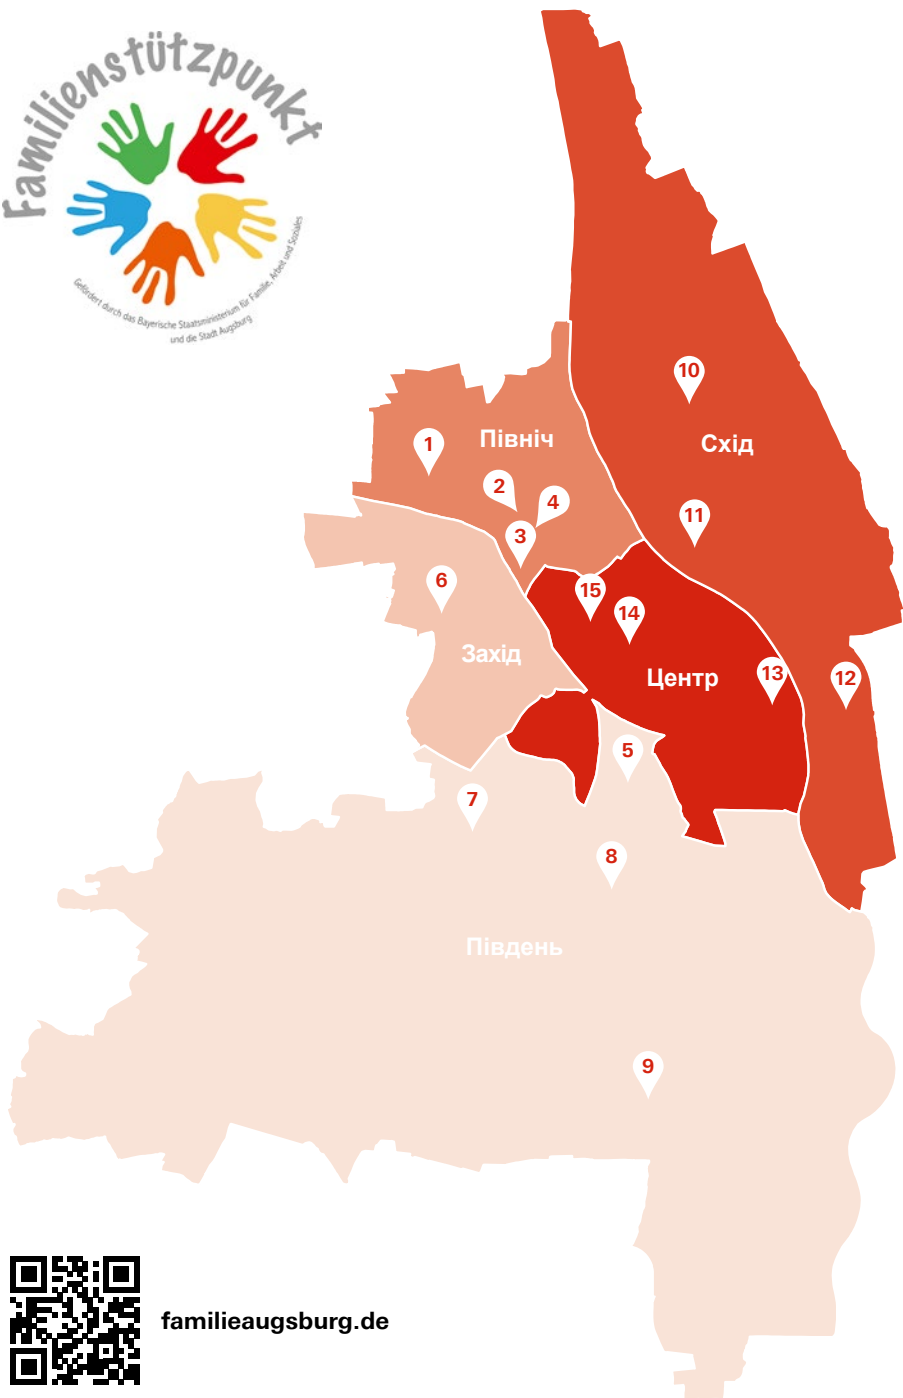 Familienstützpunkt
Gefördert durch das Bayerische Staatsministerium für Familie, Arbeit und Soziales
und die Stadt Augsburg
10
Північ
1
Схід
2
4
11
3
6
15
14
Захід
Центр
13
12
5
7
8
Південь
9
familieaugsburg.de